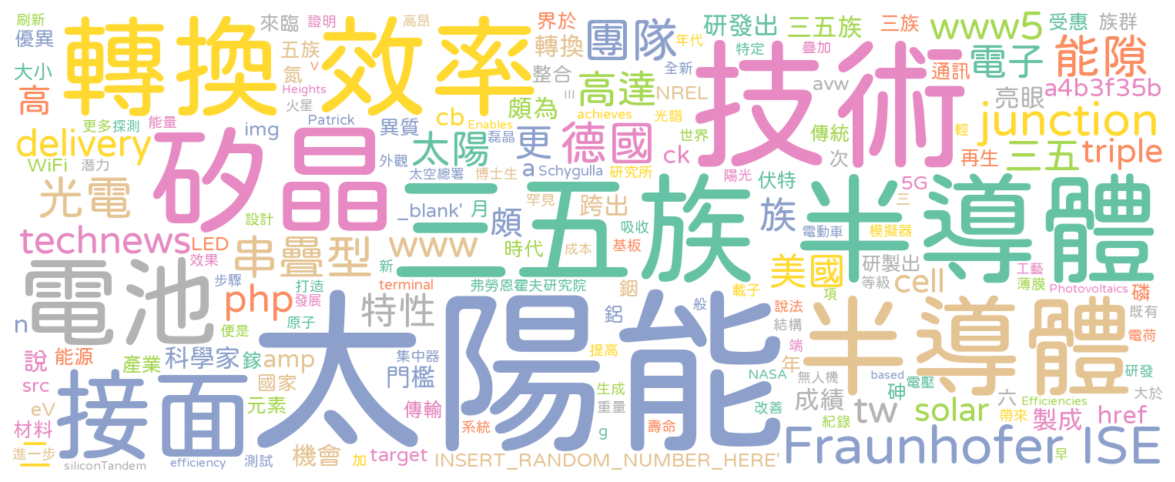 刷新 來臨 證明 高昂
優異 五族 V 轉換 效率
大小 氮 Heights 火星 年代
高 轉換 團隊 整合 高達
研發出 三五族 三族 界於 www5 受惠 族群
特定 疊加 電子 通訊 能隙
全新 NREL III 頗為 avw 亮眼 a4b3f35b
技術
更多 探測 能量 img Patrick 異質 cb Enables achieves 光譜
delivery 矽晶 磊晶 世界 傳統 輕 junction
WiFi 潛力 外觀 太陽 更 德國 ck 次 再生 三五 triple
太空總署 博士生 a Schygulla 研究所 陽光 伏特 5G
光電 設計 _blank' 月 頗 罕見 跨出 族 三 電動車 模擬器
technews LED 串疊型 www 三五族 半導體
效果 時代 吸收 成本 基板 美國 研製出 工藝
電池 步驟 新 打造 terminal 弗勞恩霍夫研究院 載子 等級 cell 薄膜 Photovoltaics 磷
php 發展 特性 銦 般 項 既有
n 原子 便是 太陽能 鋁 說法 半導體 電荷
說 能源 產業 科學家 鎵 amp 集中器 門檻 提高 結構 端
src 國家 NASA 年 無人機 based 電壓 研發
接面 元素 傳輸 生成 重量 改善 成績 砷 六 Efficiencies 大於
eV tw solar 帶來 製成 href
材料 系統 g 壽命 紀錄
二 進一步 機會 加 target INSERT_RANDOM_NUMBER_HERE' Fraunhofer ISE 早
siliconTandem efficiency 測試